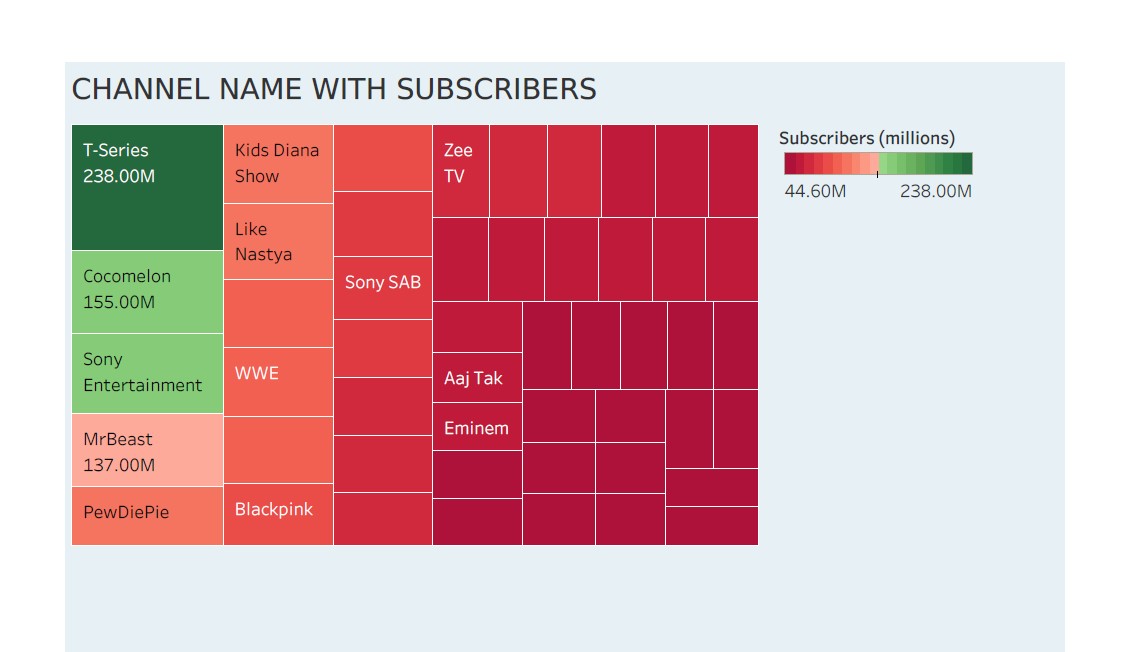 CHANNEL NAME WITH SUBSCRIBERS
T-Series
238.00M
Cocomelon
155.00M
Sony
Entertainment
MrBeast
137.00M
PewDiePie
Kids Diana
Show
Like
Nastya
WWE
Blackpink
Sony SAB
Zee
TV
Aaj Tak
Eminem
Subscribers (millions)
44.60M 238.00M